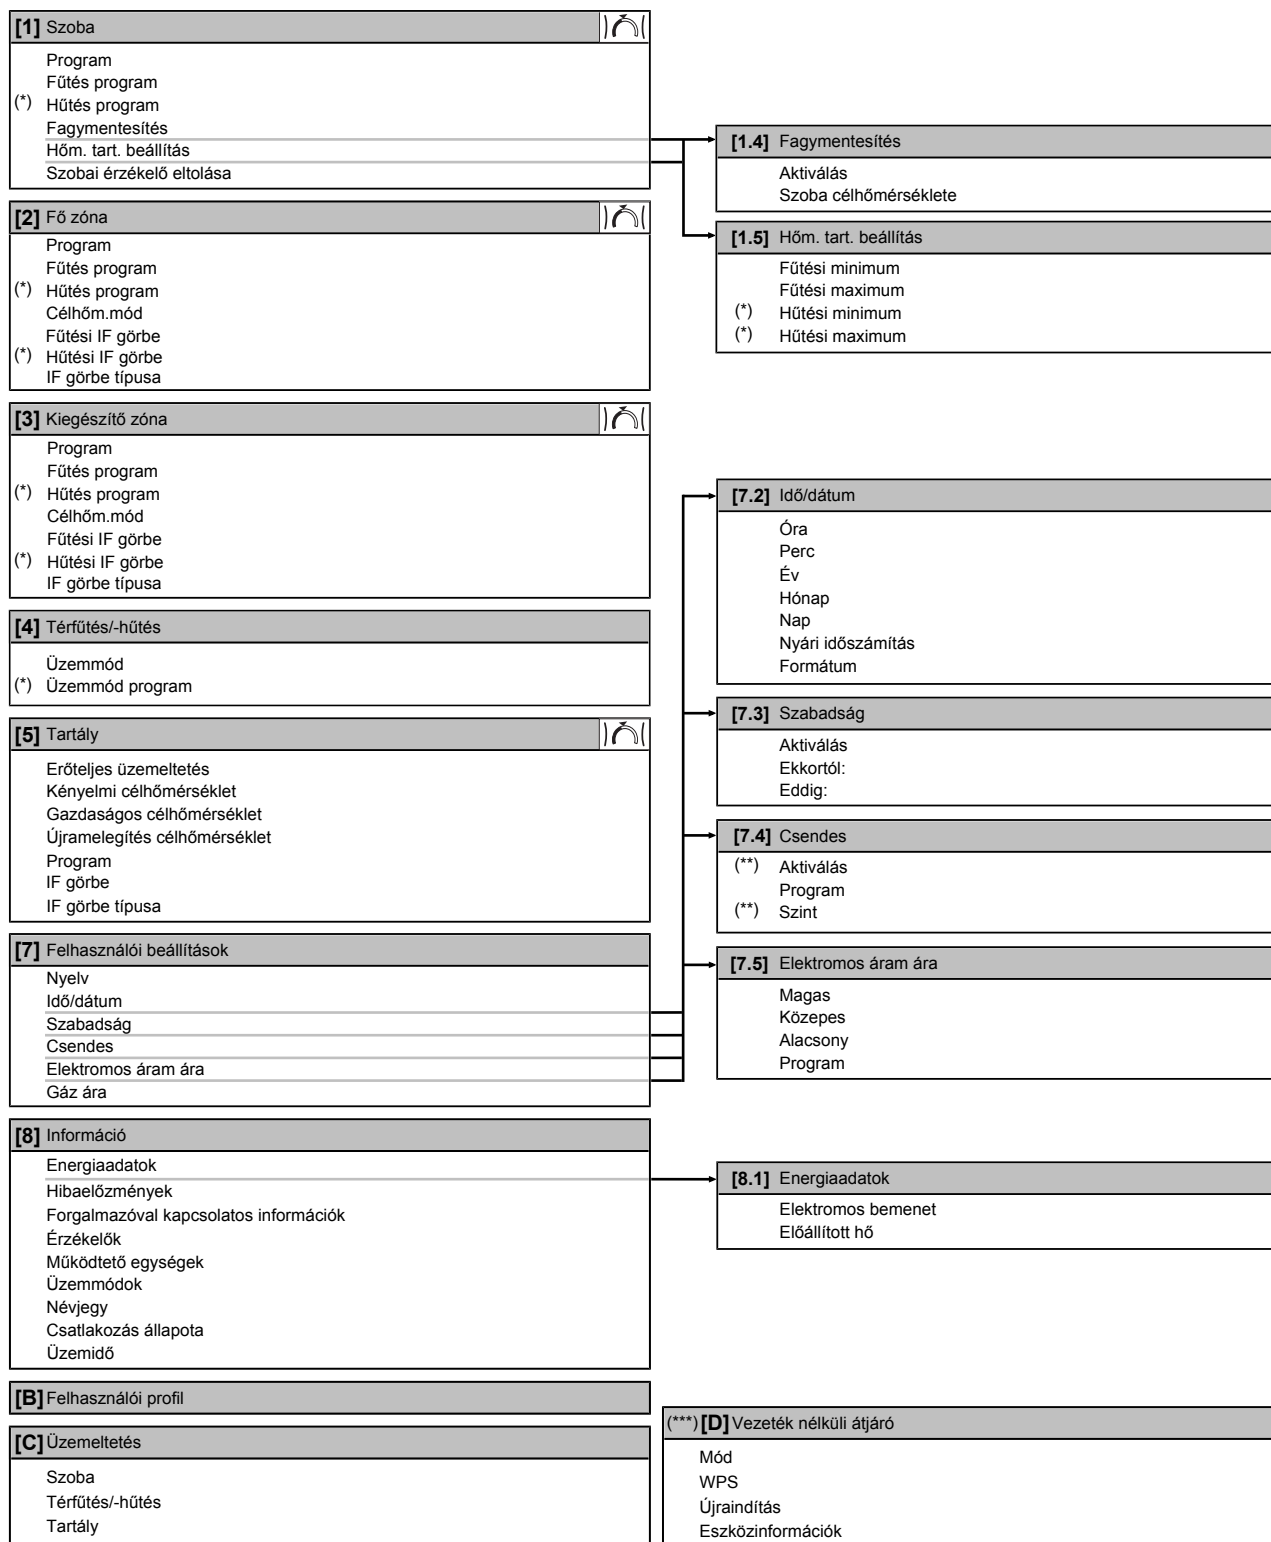 [1] Szoba
Program
Fűtés program
(*) Hűtés program
Fagymentesítés
Hőm. tart. beállítás
Szobai érzékelő eltolása
[1.4] Fagymentesítés
Aktiválás
Szoba célhőmérséklete
[1.5] Hőm. tart. beállítás
Fűtési minimum
Fűtési maximum
(*) Hűtési minimum
(*) Hűtési maximum
[2] Fő zóna
Program
Fűtés program
(*) Hűtés program
Célhőm.mód
Fűtési IF görbe
(*) Hűtési IF görbe
IF görbe típusa
[3] Kiegészítő zóna
Program
Fűtés program
(*) Hűtés program
Célhőm.mód
Fűtési IF görbe
(*) Hűtési IF görbe
IF görbe típusa
[4] Térfűtés/-hűtés
Üzemmód
(*) Üzemmód program
[5] Tartály
Erőteljes üzemeltetés
Kényelmi célhőmérséklet
Gazdaságos célhőmérséklet
Újramelegítés célhőmérséklet
Program
IF görbe
IF görbe típusa
[7] Felhasználói beállítások
Nyelv
Idő/dátum
Szabadság
Csendes
Elektromos áram ára
Gáz ára
[7.2] Idő/dátum
Óra
Perc
Év
Hónap
Nap
Nyári időszámítás
Formátum
[7.3] Szabadság
Aktiválás
Ekkortól:
Eddig:
[7.4] Csendes
(**) Aktiválás
Program
(**) Szint
[7.5] Elektromos áram ára
Magas
Közepes
Alacsony
Program
[8] Információ
Energiaadatok
Hibaelőzmények
Forgalmazóval kapcsolatos információk
Érzékelők
Működtető egységek
Üzemmódok
Névjegy
Csatlakozás állapota
Üzemidő
[8.1] Energiaadatok
Elektromos bemenet
Előállított hő
[B] Felhasználói profil
[C] Üzemeltetés
Szoba
Térfűtés/-hűtés
Tartály
(***) [D] Vezeték nélküli átjáró
Mód
WPS
Újraindítás
Eszközinformációk